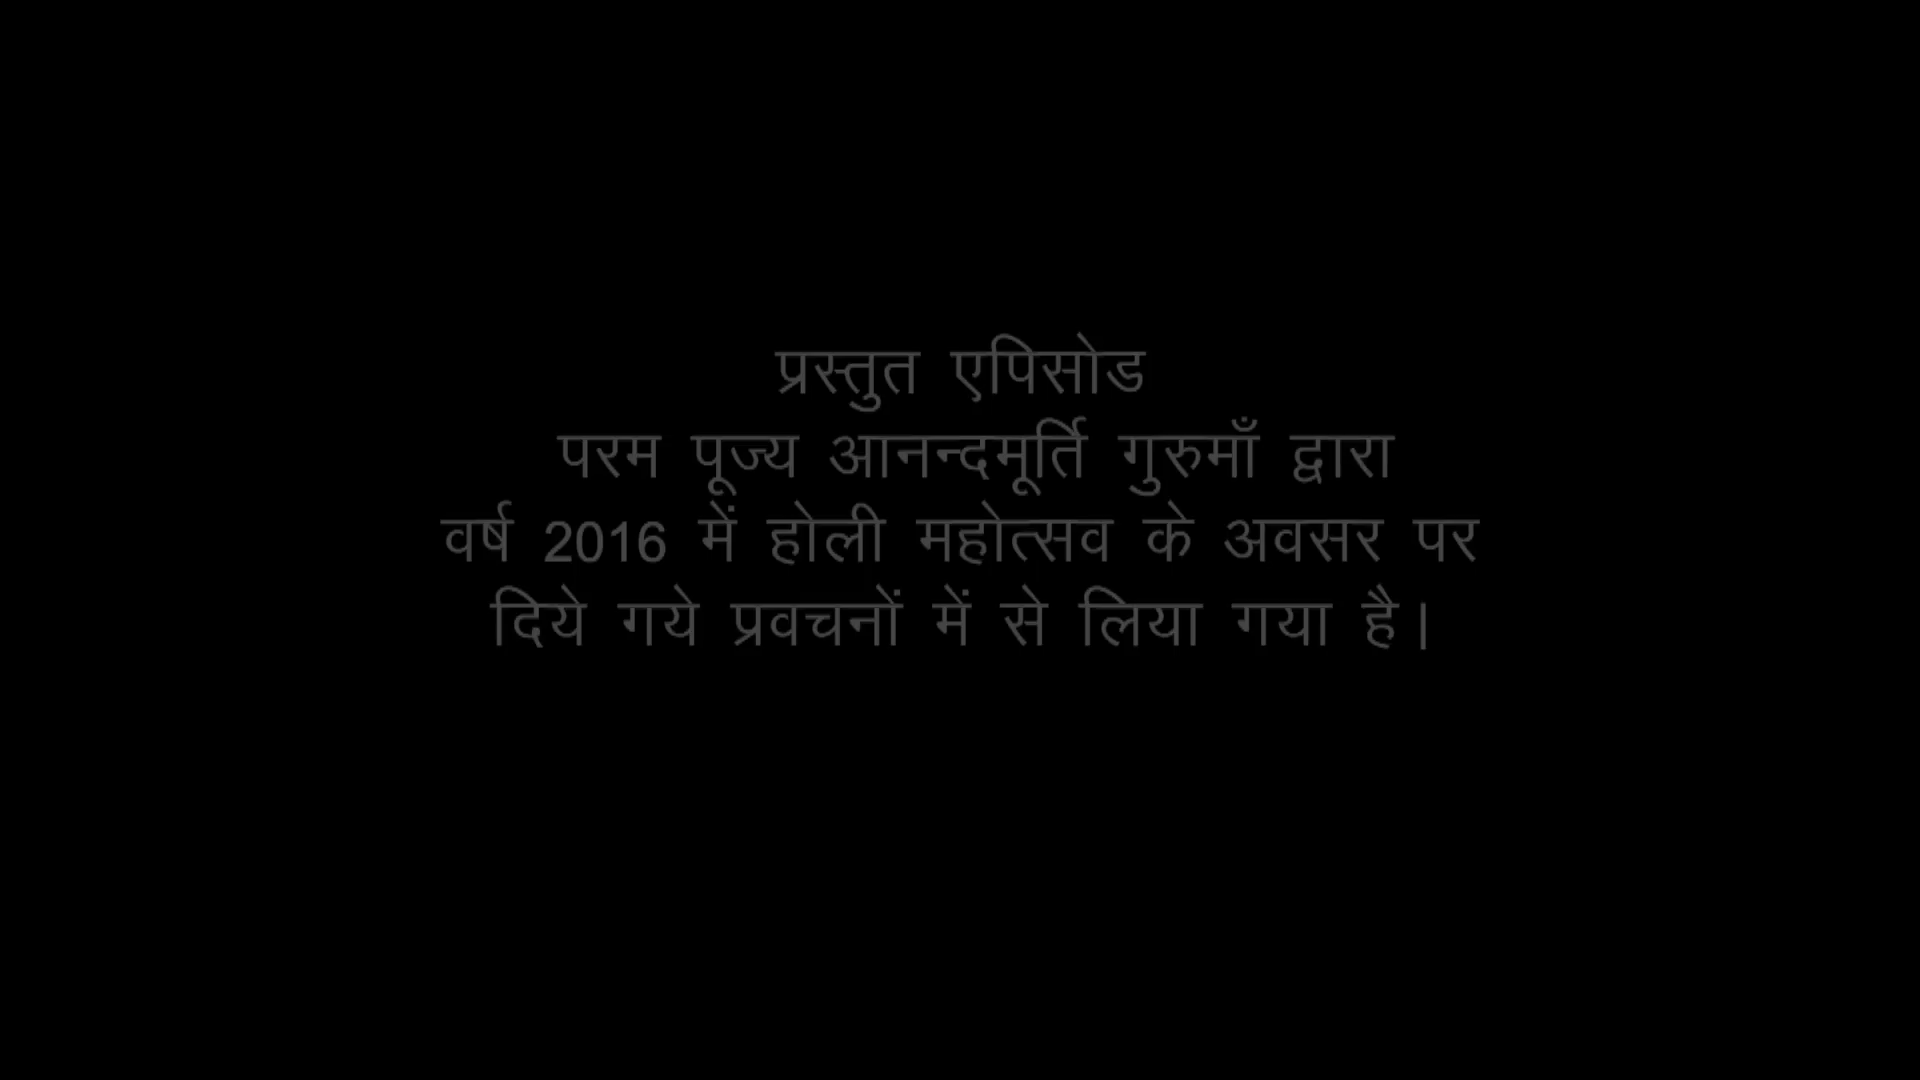 प्रस्तुत एपिसोड
परम पूज्य आनन्दमूर्ति गुरुमाँ द्वारा
वर्ष 2016 में होली महोत्सव के अवसर पर
दिये गये प्रवचनों में से लिया गया है।